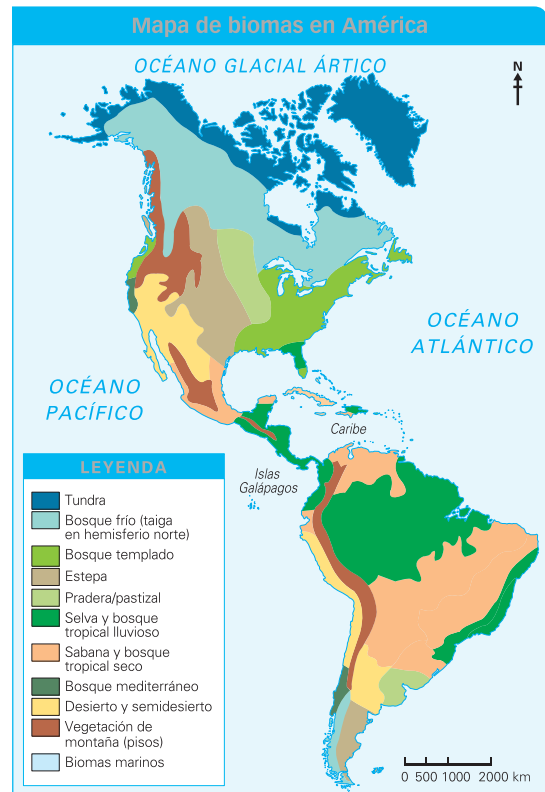 Mapa de biomas en América
OCÉANO GLACIAL ÁRTICO
N
OCÉANO
ATLÁNTICO
OCÉANO
PACÍFICO
Caribe
Islas
Galápagos
LEYENDA
Tundra
Bosque frío (taiga
en hemisferio norte)
Bosque templado
Estepa
Pradera/pastizal
Selva y bosque
tropical lluvioso
Sabana y bosque
tropical seco
Bosque mediterráneo
Desierto y semidesierto
Vegetación de
montaña (pisos)
Biomas marinos
0 500 1000 2000 km